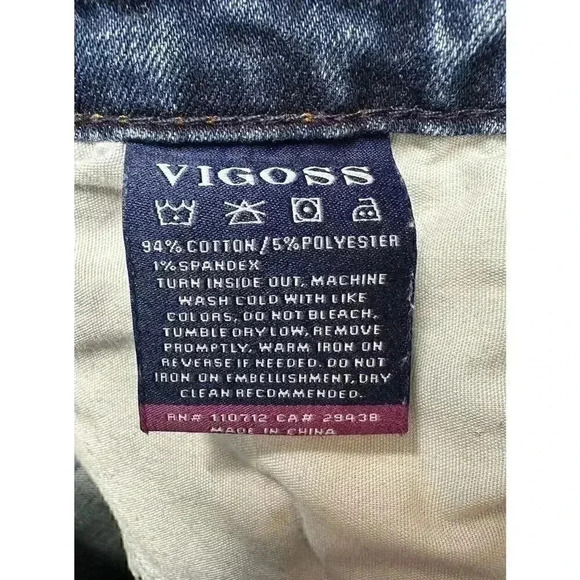 VIGOSS
94% COTTON/5% POLYESTER
1% SPANDEX
TURN INSIDE OUT, MACHINE
WASH COLD WITH LIKE
COLORS, DO NOT BLEACH.
TUMBLE DRY LOW, REMOVE
PROMPTLY, WARM IRON ON
REVERSE IF NEEDED. DO NOT
IRON ON EMBELLISHMENT, DRY
CLEAN RECOMMENDED.
RN# 110712 CA# 29438
MADE IN CHINA